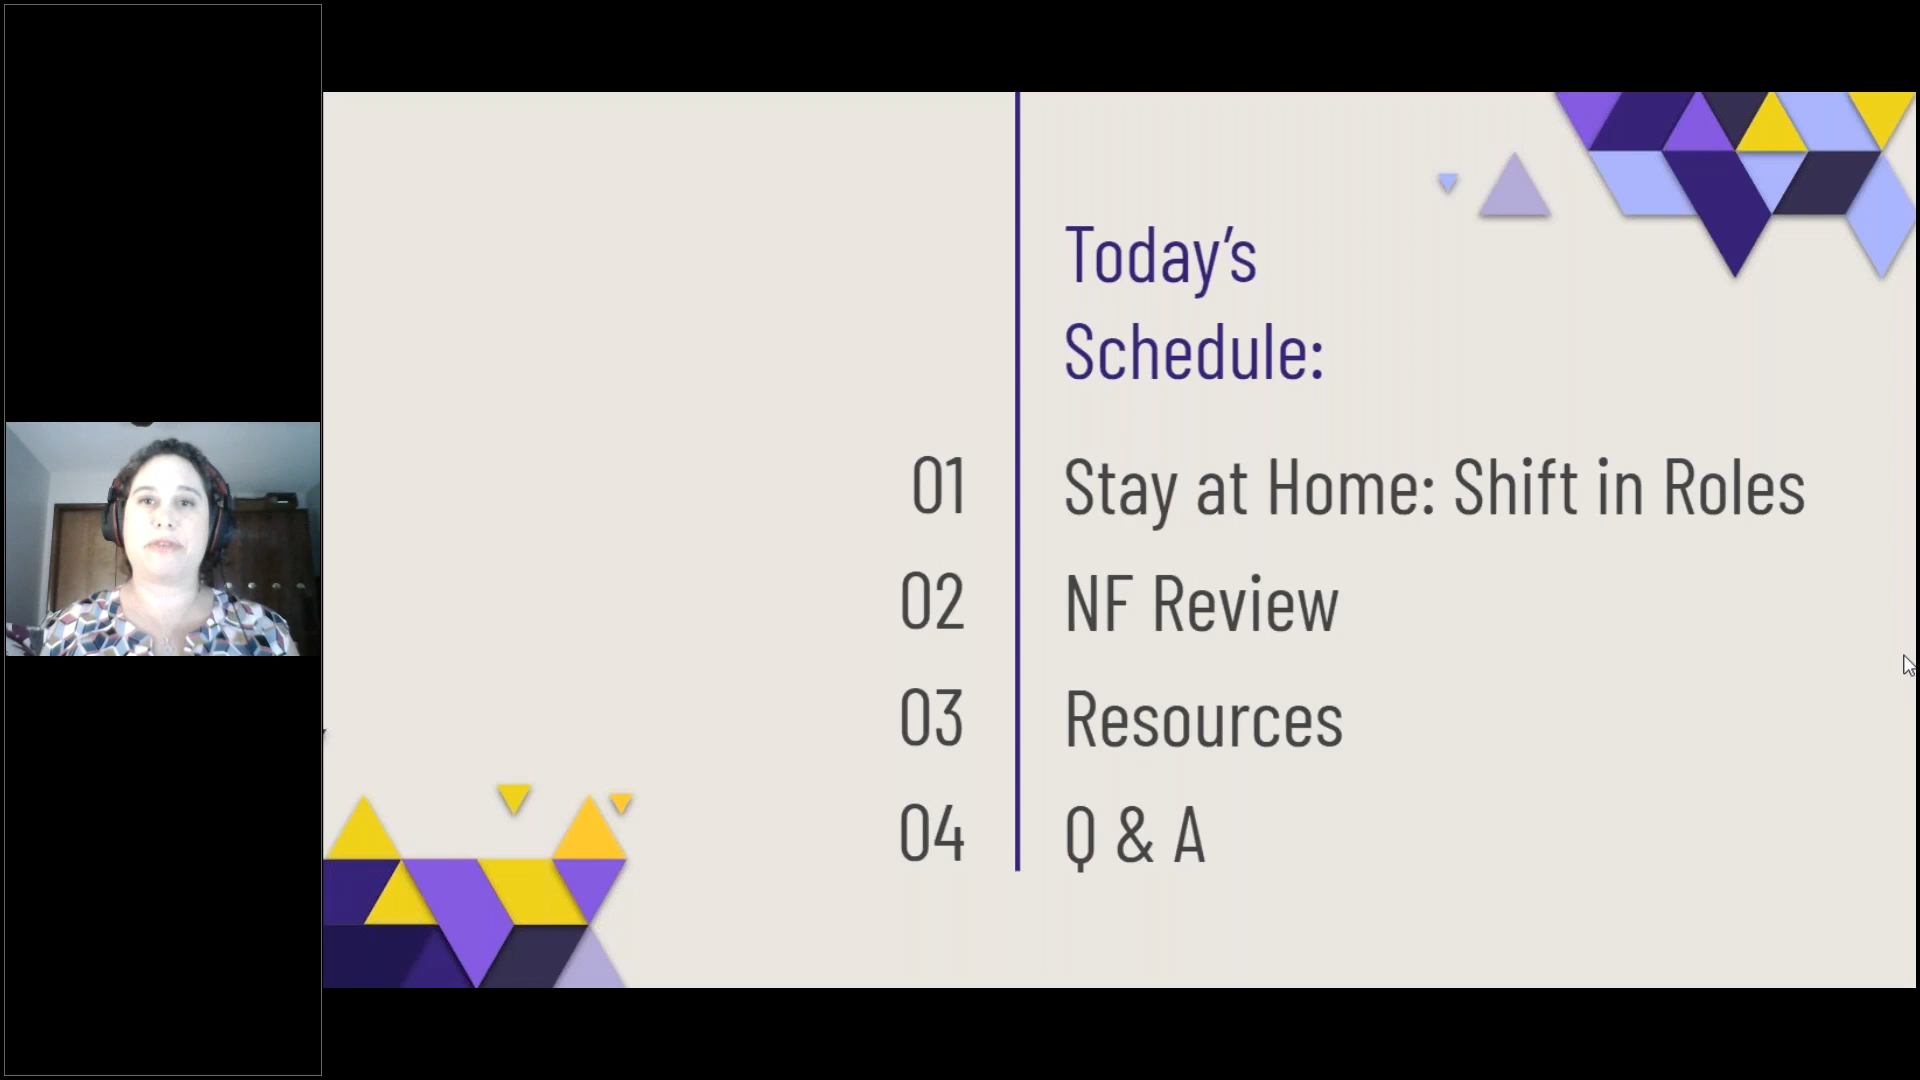 Today’s
Schedule:
01 Stay at Home: Shift in Roles
02 NF Review
03 Resources
04 Q & A